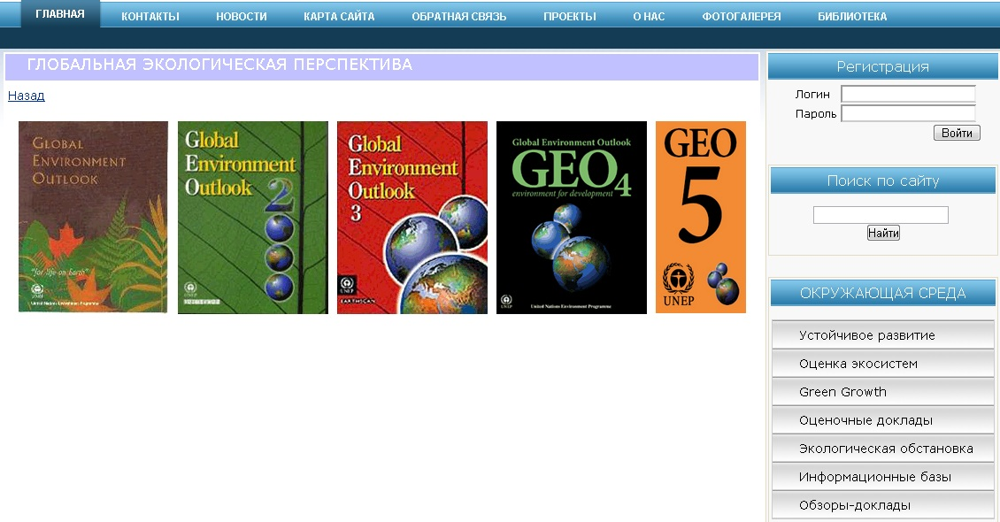 ГЛАВНАЯ КОНТАКТЫ НОВОСТИ КАРТА САЙТА ОБРАТНАЯ СВЯЗЬ ПРОЕКТЫ О НАС ФОТОГАЛЕРЕЯ БИБЛИОТЕКА
ГЛОБАЛЬНАЯ ЭКОЛОГИЧЕСКАЯ ПЕРСПЕКТИВА
Назад
GLOBAL
ENVIRONMENT
OUTLOOK
"for life on Earth"
UNEP
United Nations Environment Programme
Global
Environment
Outlook 2
000
UNEP
Global
Environment
Outlook
3
UNEP
EARTHSCAN
Global Environment Outlook
GEO4
environment for development
UNEP
United Nations Environment Programme
GEO
5
UNEP
Регистрация
Логин
Пароль
Войти
Поиск по сайту
Найти
ОКРУЖАЮЩАЯ СРЕДА
Устойчивое развитие
Оценка экосистем
Green Growth
Оценочные доклады
Экологическая обстановка
Информационные базы
Обзоры-доклады